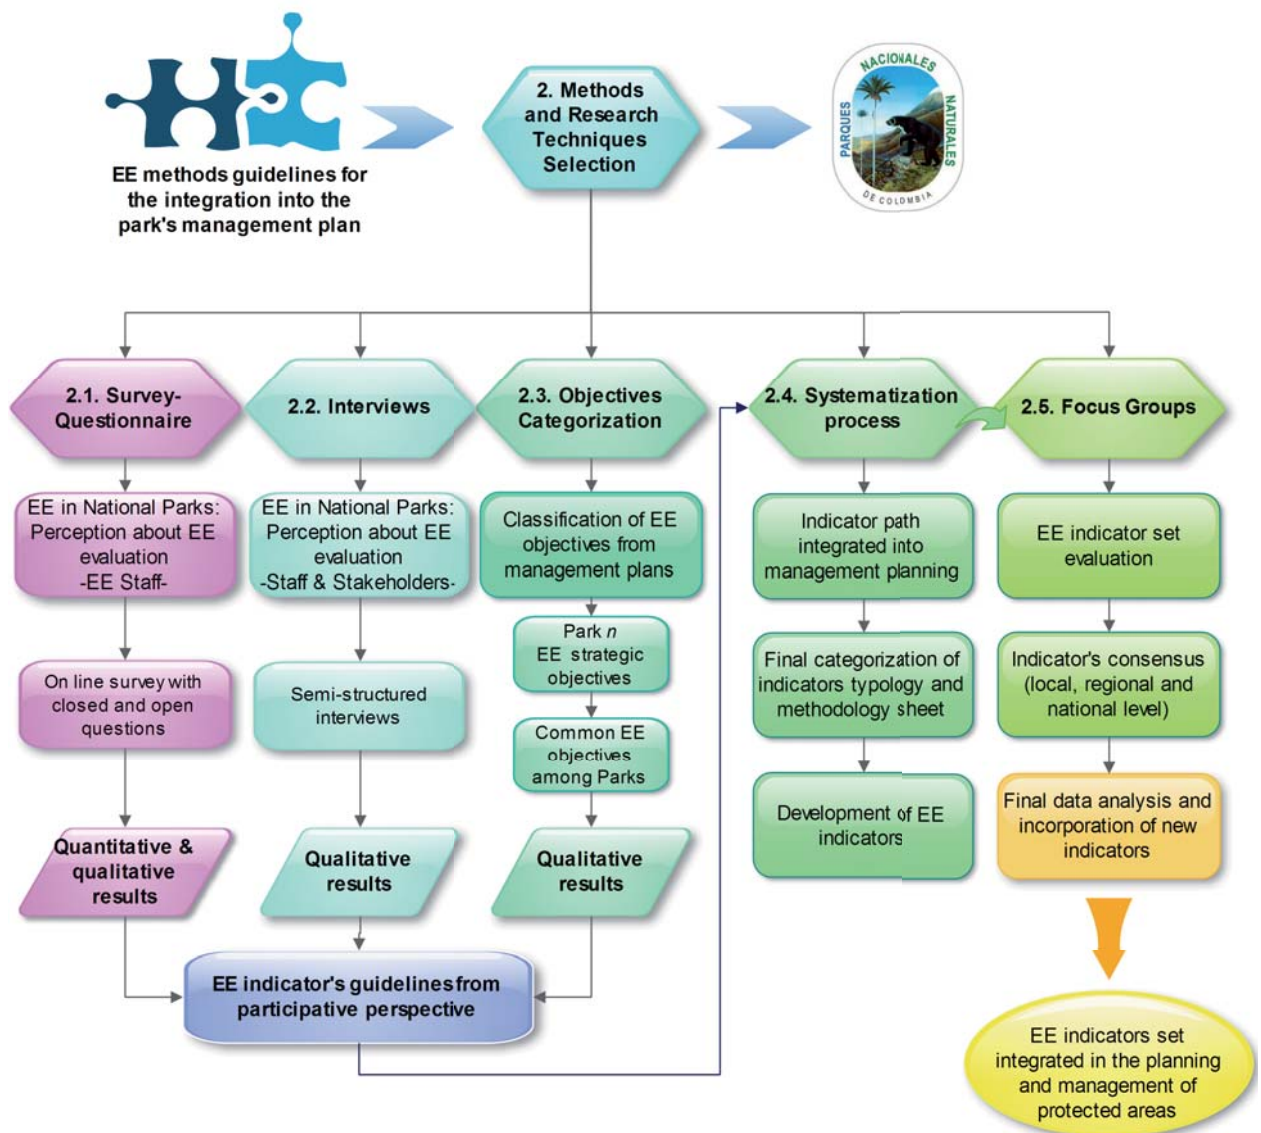 EE methods guidelines for
the integration into the
park's management plan
2. Methods
and Research
Techniques
Selection
PARQUES
NACIONALES
NATURALES
DE COLOMBIA
2.1. Survey-
Questionnaire
2.2. Interviews
2.3. Objectives
Categorization
2.4. Systematization
process
2.5. Focus Groups
EE in National Parks:
Perception about EE
evaluation
-EE Staff-
EE in National Parks:
Perception about EE
evaluation
-Staff & Stakeholders-
Classification of EE
objectives from
management plans
Indicator path
integrated into
management planning
EE indicator set
evaluation
On line survey with
closed and open
questions
Semi-structured
interviews
Park n
EE strategic
objectives
Common EE
objectives
among Parks
Final categorization of
indicators typology and
methodology sheet
Indicator's consensus
(local, regional and
national level)
Development of EE
indicators
Final data analysis and
incorporation of new
indicators
Quantitative &
qualitative
results
Qualitative
results
Qualitative
results
EE indicator's guidelines from
participative perspective
EE indicators set
integrated in the planning
and management of
protected areas